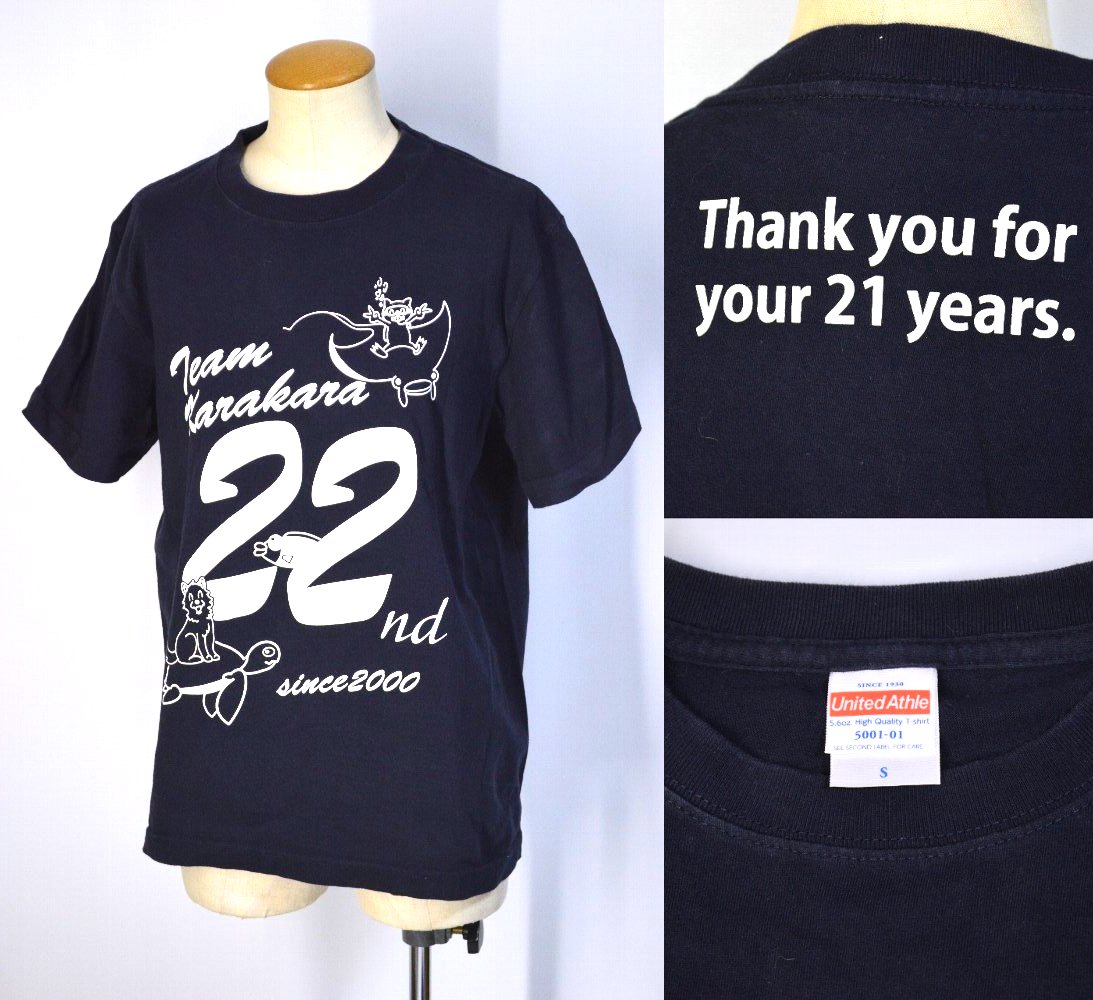 Team
Karakara
22
nd
since2000
Thank you for
your 21 years.
SINCE 1950
United Athle
5.6oz. High Quality T-shirt
5001-01
SEE SECOND LABEL FOR CARE
S